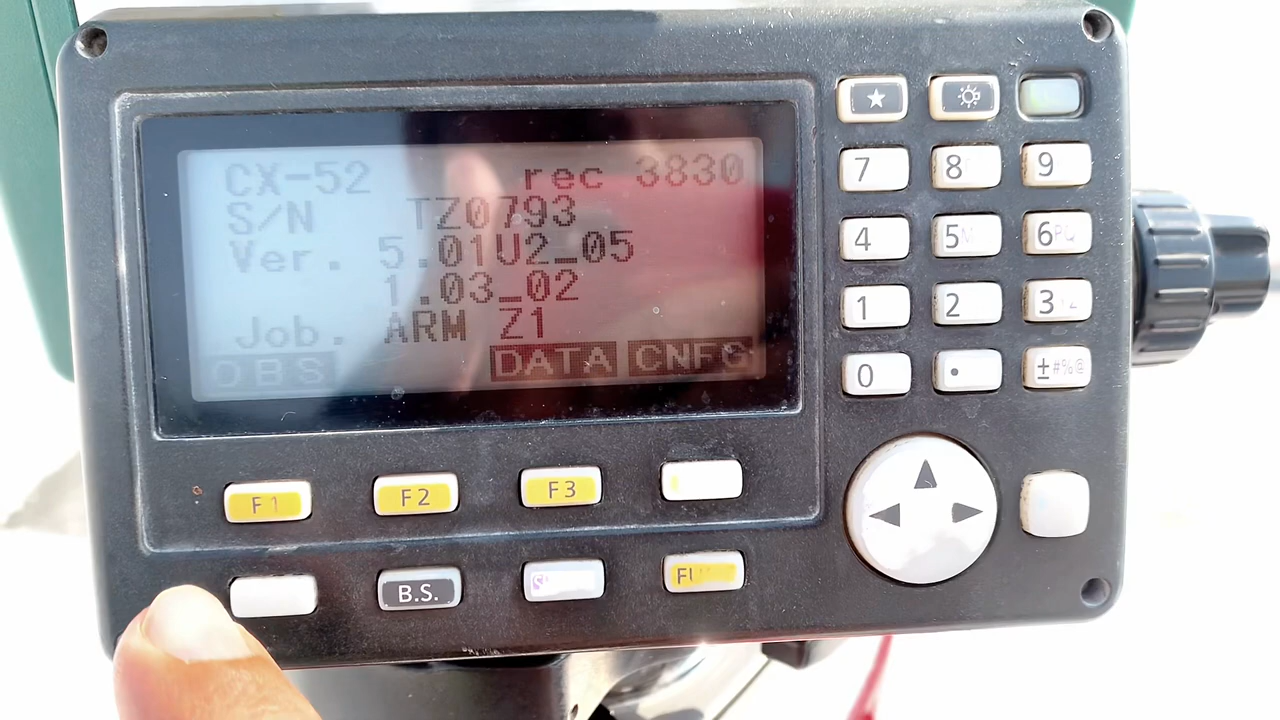 CX-52 rec 3830
S/N TZ0793
Ver. 5.01U2_05
1.03_02
Job. ARM Z1
OBS DATA CNFG
7 8 9
4 5 6
1 2 3
0 . ±#%@
F1 F2 F3
B.S.